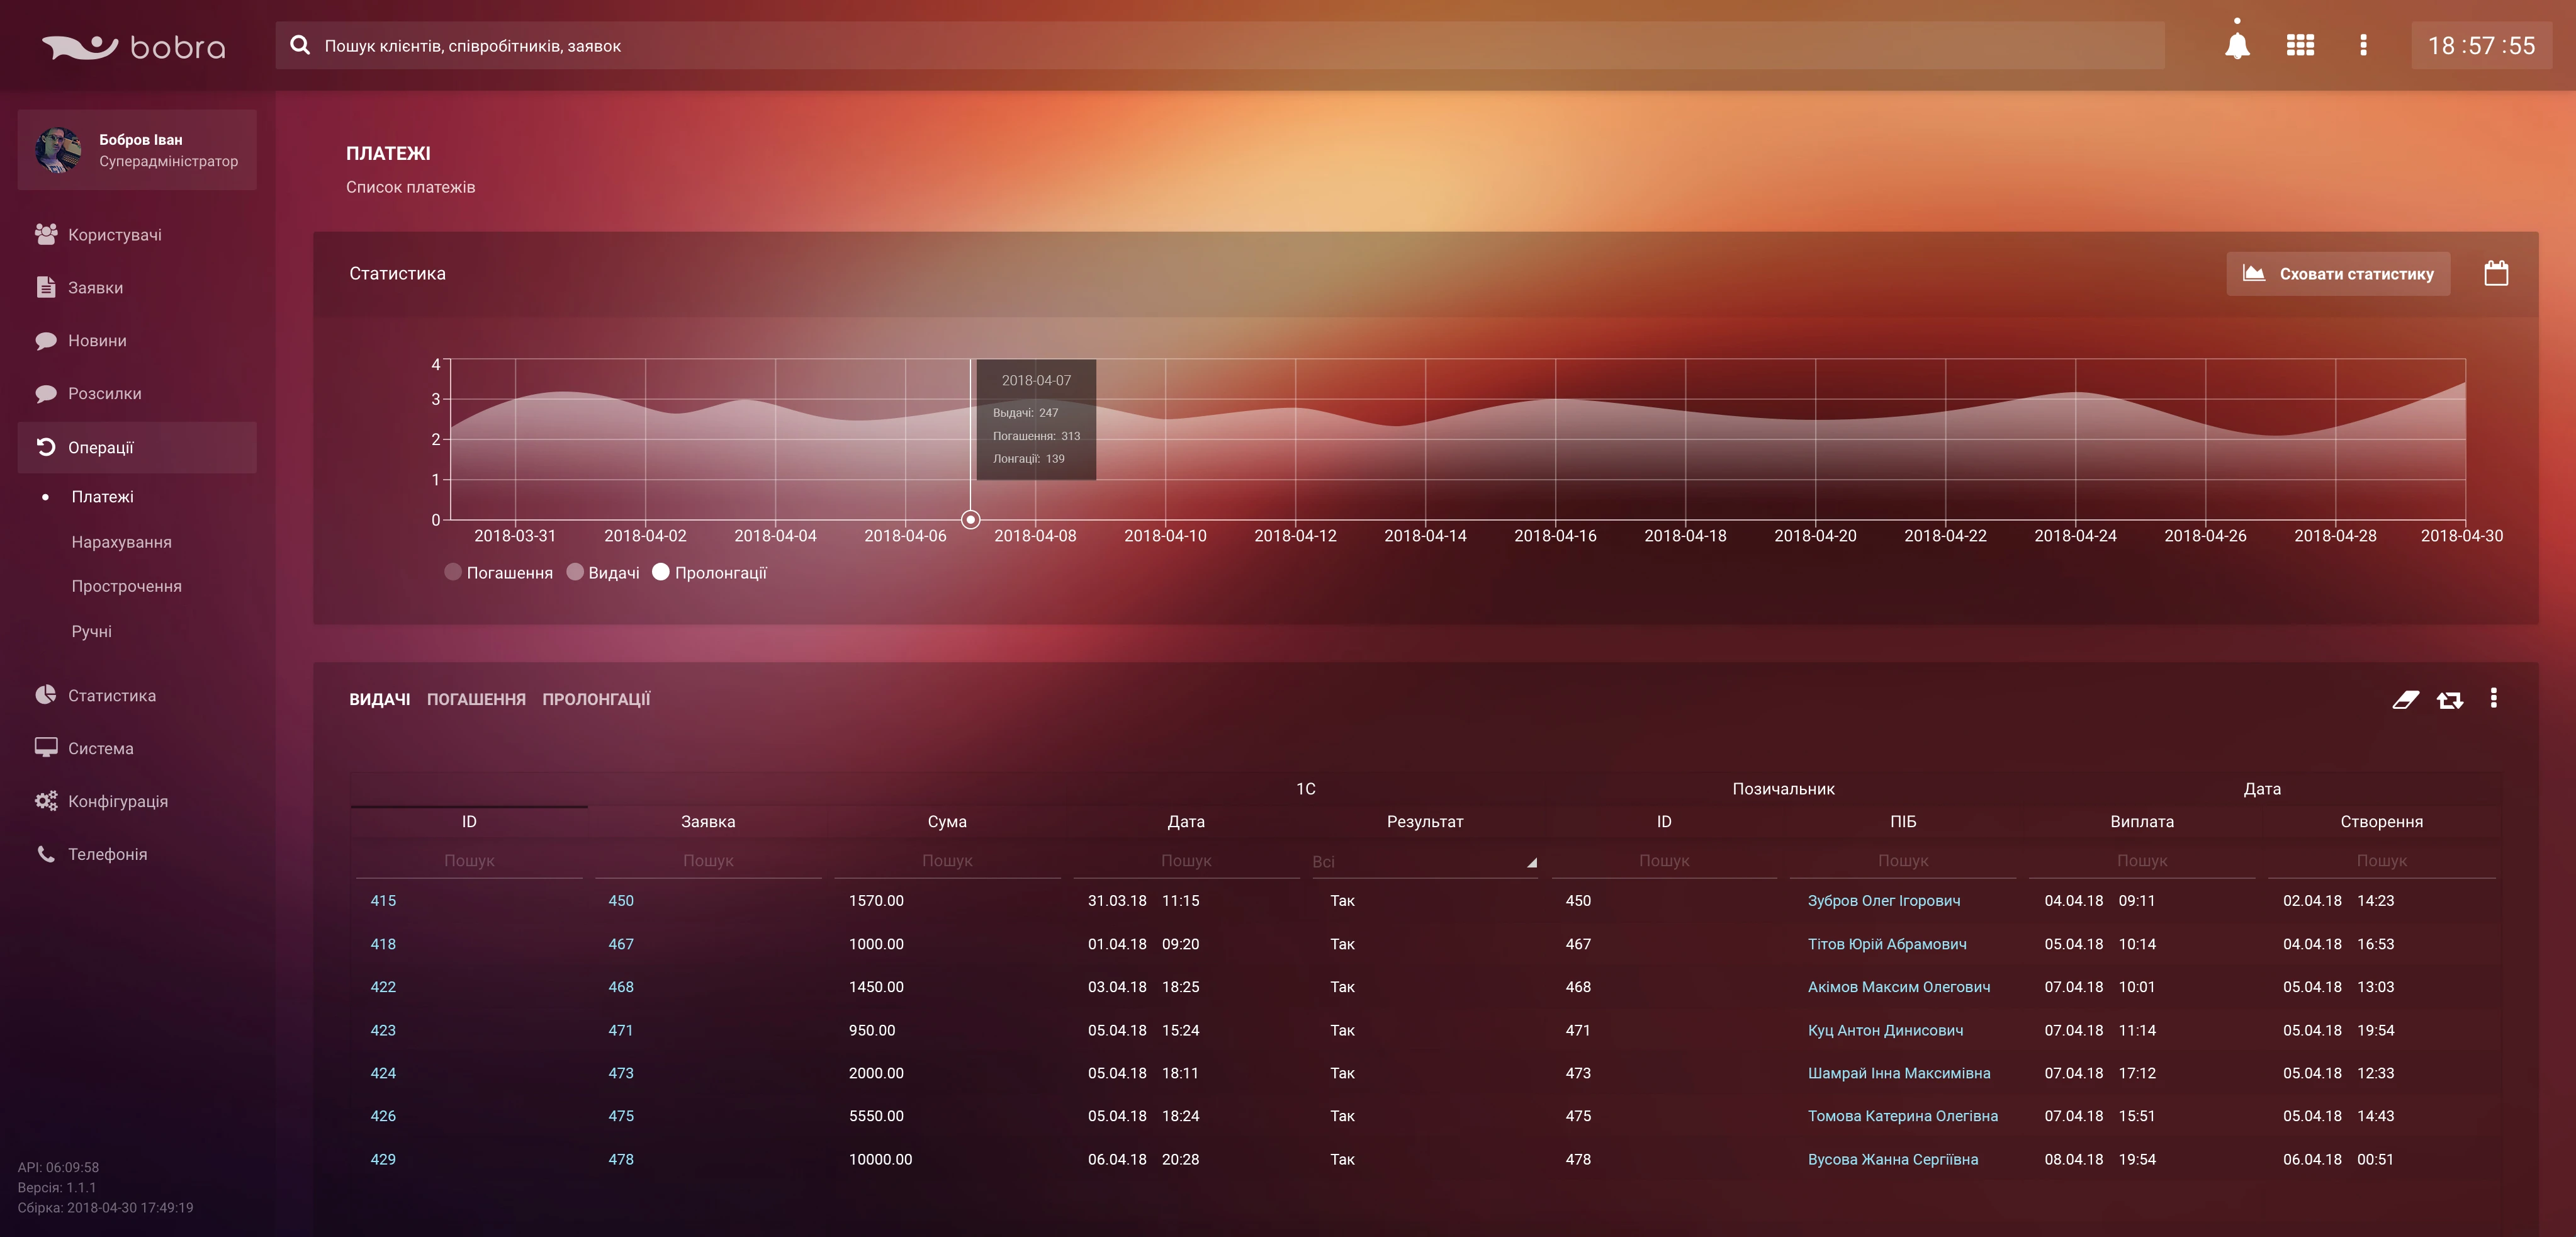 bobra
Пошук клієнтів, співробітників, заявок
18 :57 :55
Бобров Іван
Суперадміністратор
Користувачі
Заявки
Новини
Розсилки
Операції
Платежі
Нарахування
Прострочення
Ручні
Статистика
Система
Конфігурація
Телефонія
API: 06:09:58
Версія: 1.1.1
Сбірка: 2018-04-30 17:49:19
ПЛАТЕЖІ
Список платежів
Статистика
Сховати статистику
4
3
2
1
0
2018-04-07
Выдачі: 247
Погашення: 313
Лонгації: 139
2018-03-31 2018-04-02 2018-04-04 2018-04-06 2018-04-08 2018-04-10 2018-04-12 2018-04-14 2018-04-16 2018-04-18 2018-04-20 2018-04-22 2018-04-24 2018-04-26 2018-04-28 2018-04-30
Погашення Видачі Пролонгації
ВИДАЧІ ПОГАШЕННЯ ПРОЛОНГАЦІЇ
1С Позичальник Дата
ID Заявка Сума Дата Результат ID ПІБ Виплата Створення
Пошук Пошук Пошук Пошук Всі Пошук Пошук Пошук Пошук
415 450 1570.00 31.03.18 11:15 Так 450 Зубров Олег Ігорович 04.04.18 09:11 02.04.18 14:23
418 467 1000.00 01.04.18 09:20 Так 467 Тітов Юрій Абрамович 05.04.18 10:14 04.04.18 16:53
422 468 1450.00 03.04.18 18:25 Так 468 Акімов Максим Олегович 07.04.18 10:01 05.04.18 13:03
423 471 950.00 05.04.18 15:24 Так 471 Куц Антон Динисович 07.04.18 11:14 05.04.18 19:54
424 473 2000.00 05.04.18 18:11 Так 473 Шамрай Інна Максимівна 07.04.18 17:12 05.04.18 12:33
426 475 5550.00 05.04.18 18:24 Так 475 Томова Катерина Олегівна 07.04.18 15:51 05.04.18 14:43
429 478 10000.00 06.04.18 20:28 Так 478 Вусова Жанна Сергіївна 08.04.18 19:54 06.04.18 00:51